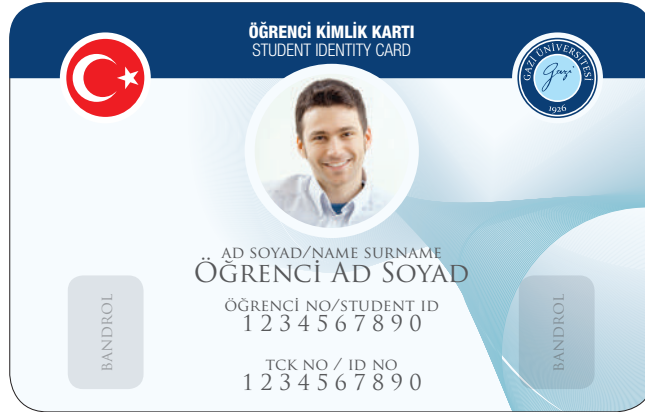 ÖĞRENCİ KİMLİK KARTI
STUDENT IDENTITY CARD
GAZİ ÜNİVERSİTESİ
Gazi
1926
AD SOYAD/NAME SURNAME
ÖĞRENCİ AD SOYAD
ÖĞRENCİ NO/STUDENT ID
1234567890
TCK NO / ID NO
1234567890
BANDROL
BANDROL